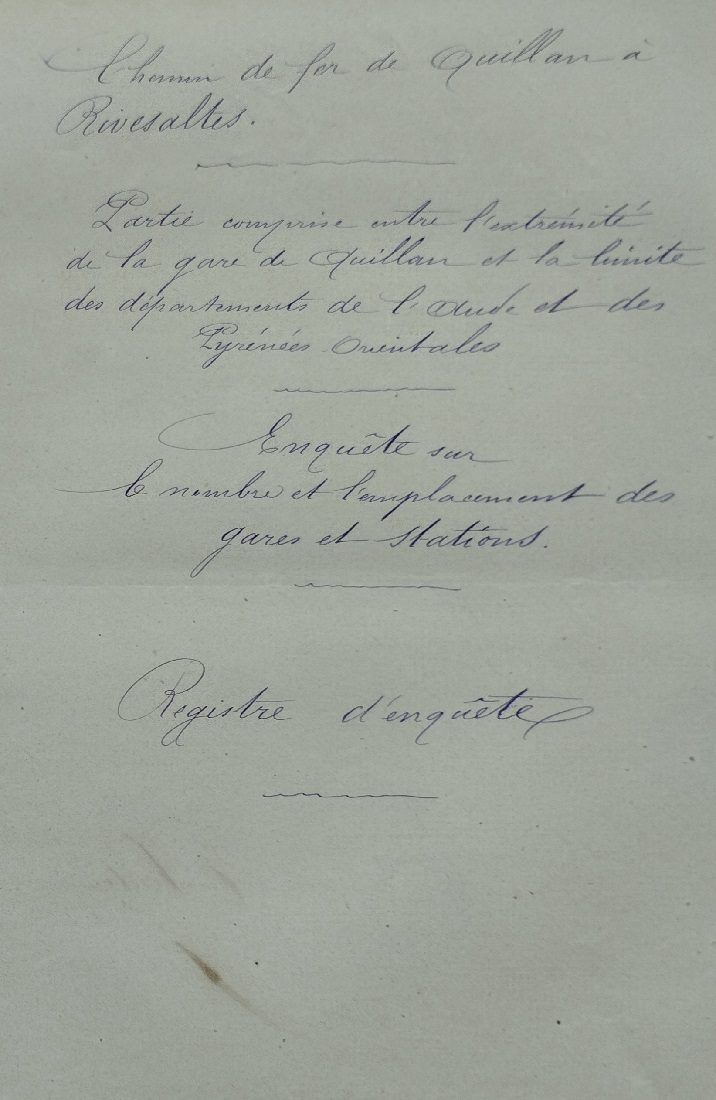 Chemin de fer de Quillan à
Rivesaltes.
Partie comprise entre l'extrémité
de la gare de Quillan et la limite
des départements de l'Aude et des
Pyrénées Orientales
Enquête sur
le nombre et l'emplacement des
gares et stations.
Registre d'enquête